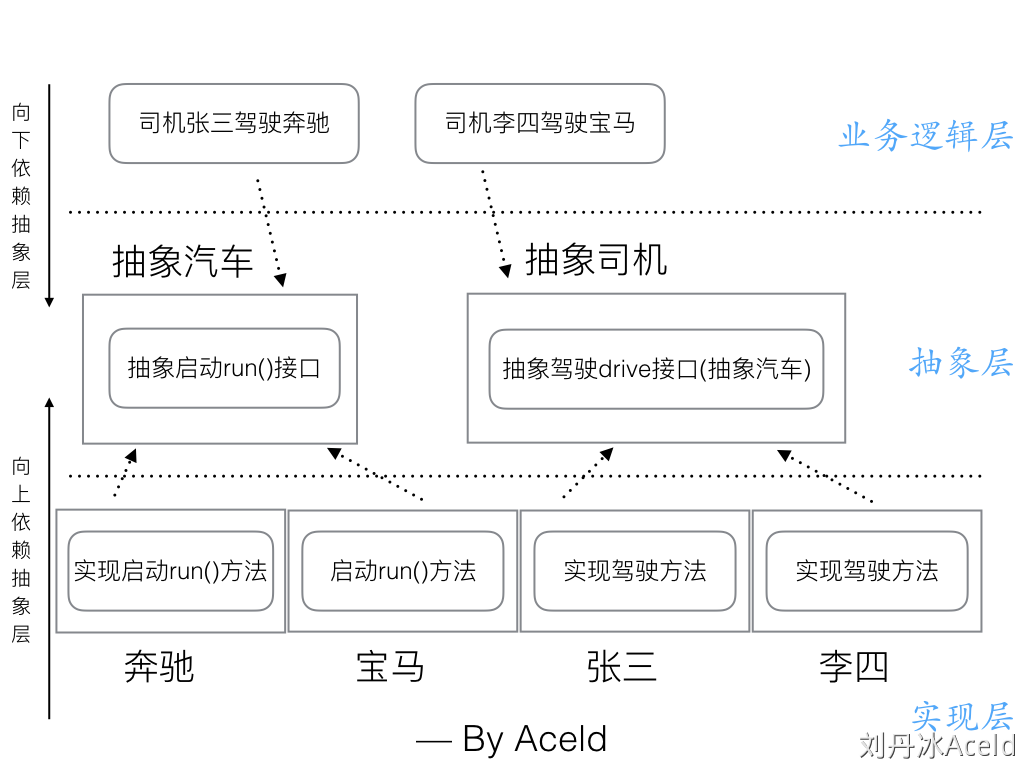 向下依赖抽象层
司机张三驾驶奔驰
司机李四驾驶宝马
业务逻辑层
抽象汽车
抽象司机
抽象启动run()接口
抽象驾驶drive接口(抽象汽车)
抽象层
向上依赖抽象层
实现启动run()方法
启动run()方法
实现驾驶方法
实现驾驶方法
奔驰
宝马
张三
李四
实现层
— By Aceld
刘丹冰Aceld